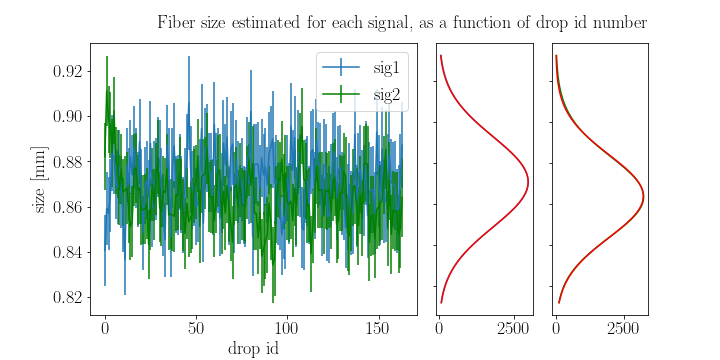 Fiber size estimated for each signal, as a function of drop id number
sig1
sig2
size [mm]
0.92
0.90
0.88
0.86
0.84
0.82
0 50 100 150
drop id
0 2500
0 2500